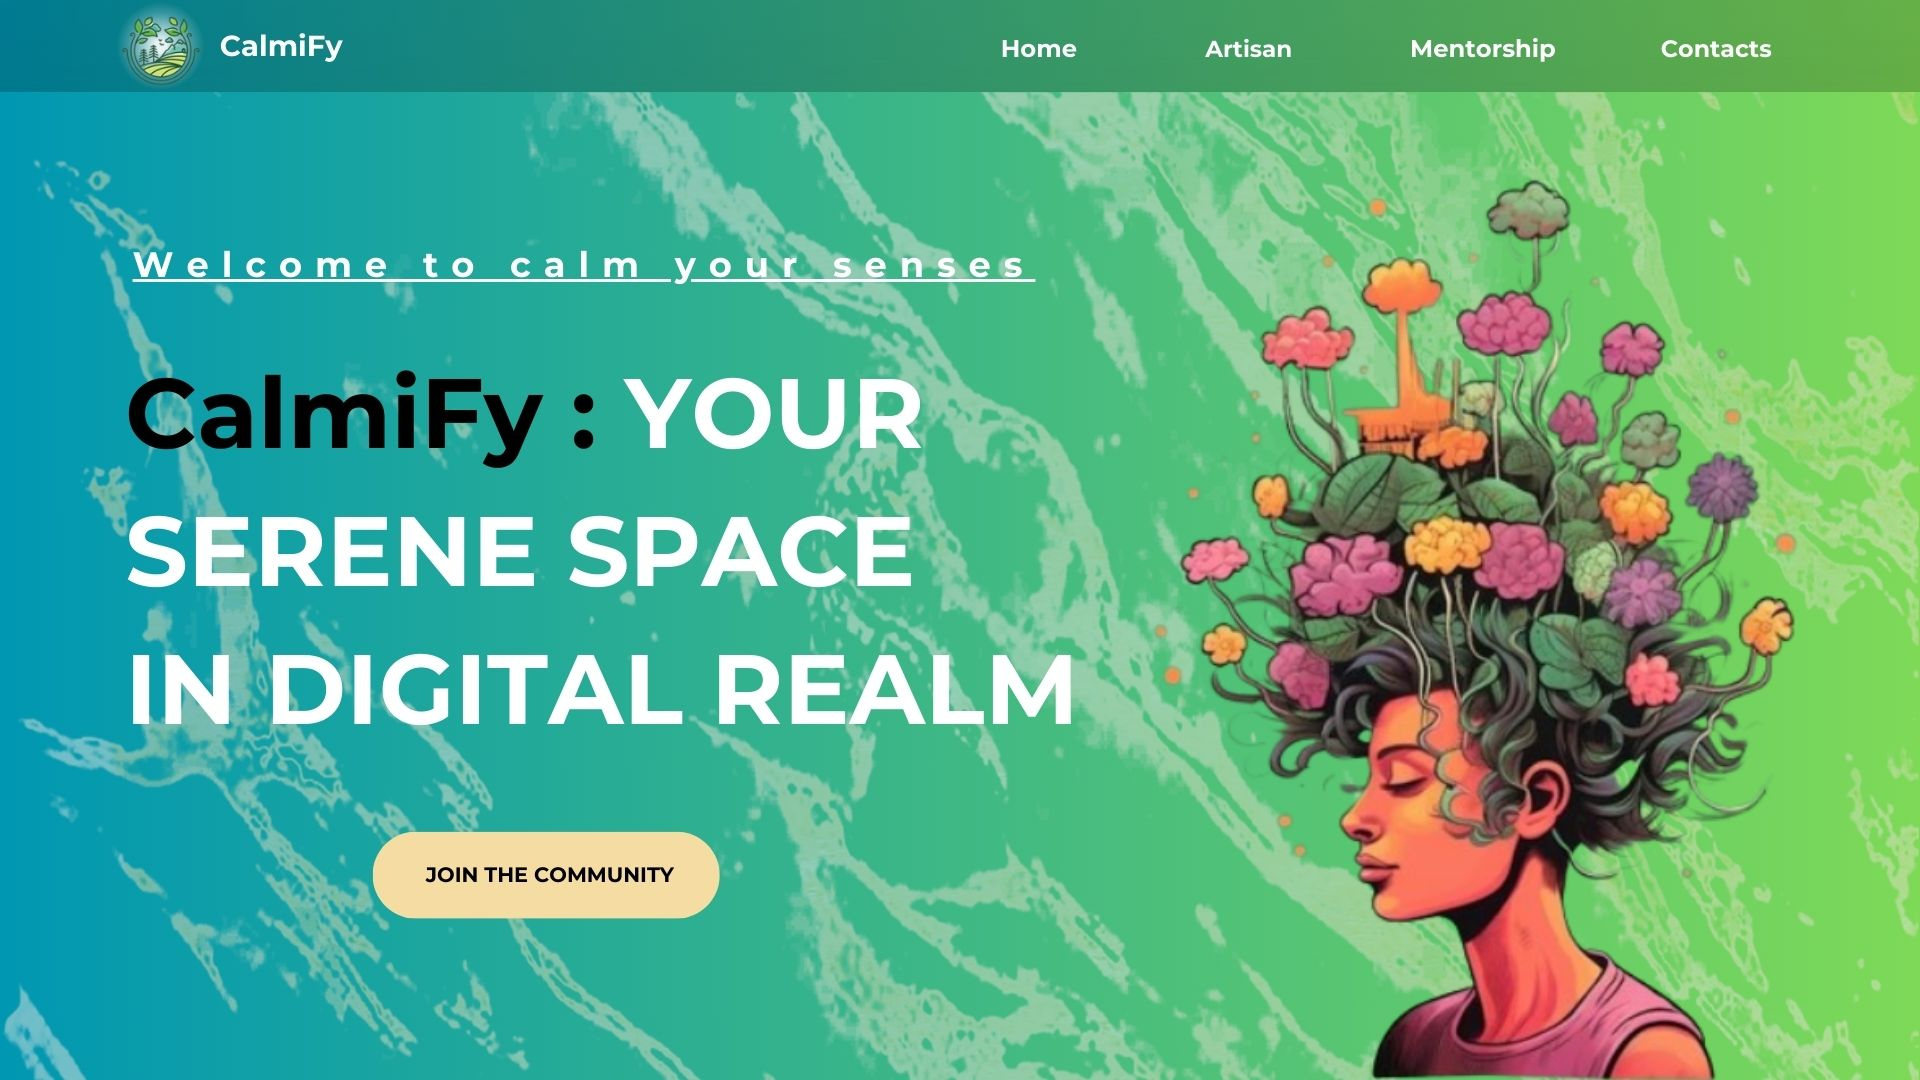 CalmiFy
Home
Artisan
Mentorship
Contacts
Welcome to calm your senses
CalmiFy : YOUR
SERENE SPACE
IN DIGITAL REALM
JOIN THE COMMUNITY